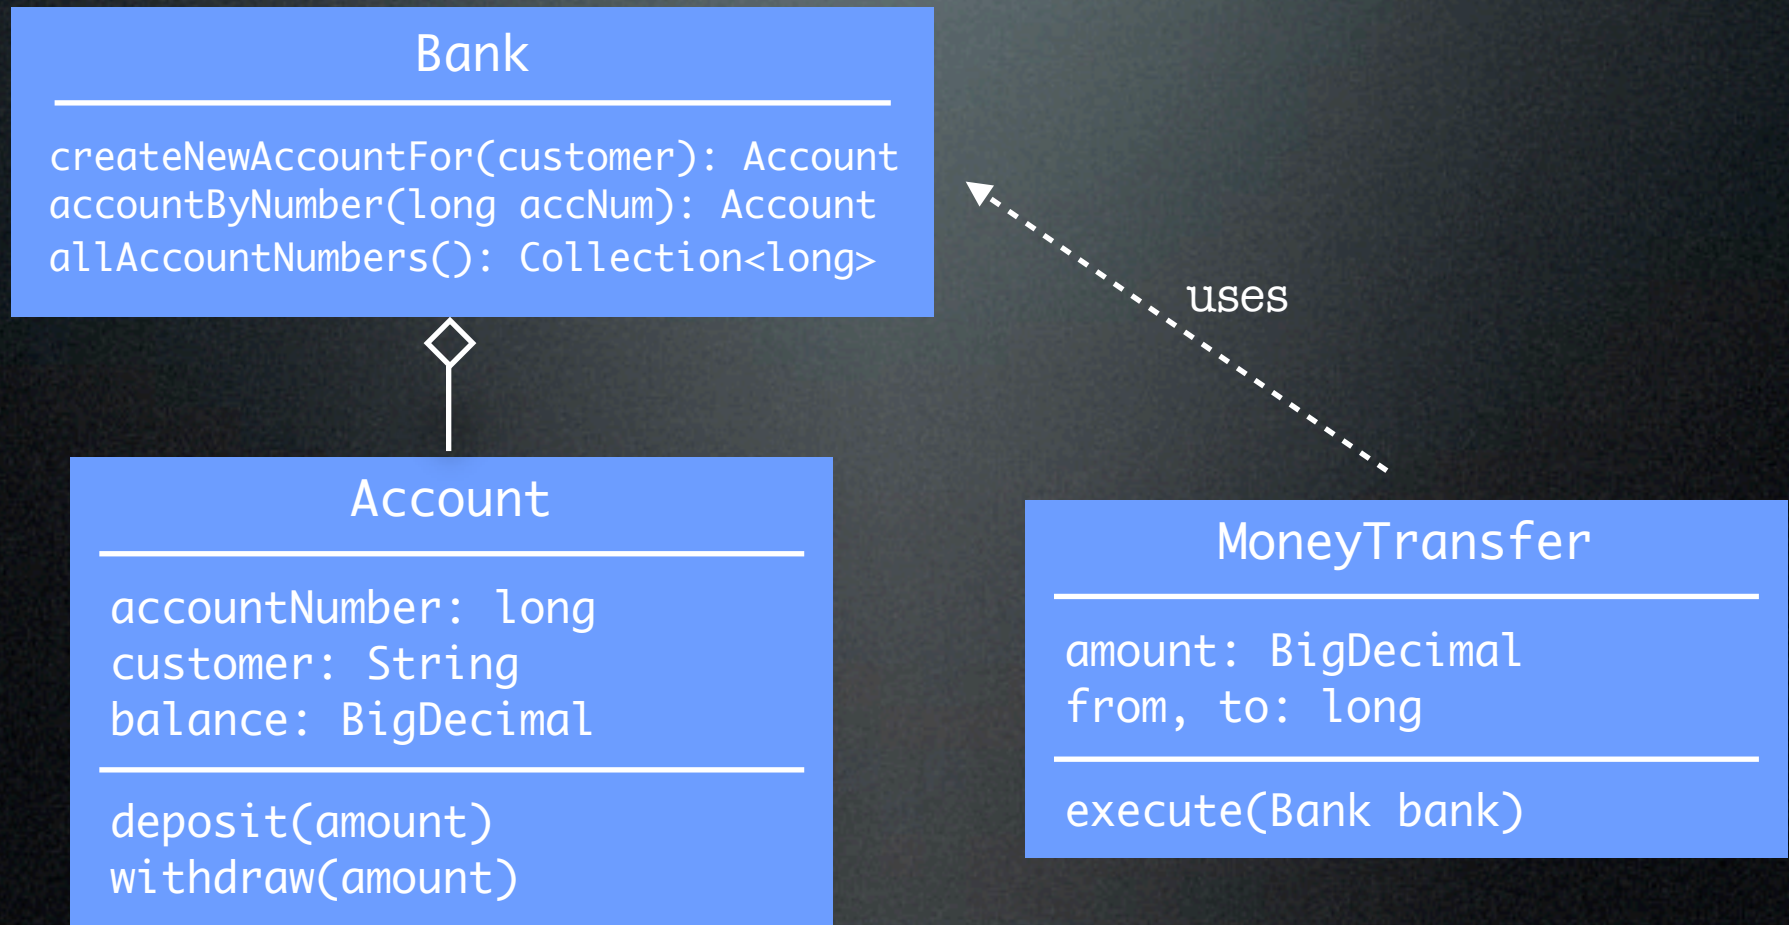 Bank
createNewAccountFor(customer): Account
accountByNumber(long accNum): Account
allAccountNumbers(): Collection<long>
uses
Account
accountNumber: long
customer: String
balance: BigDecimal
deposit(amount)
withdraw(amount)
MoneyTransfer
amount: BigDecimal
from, to: long
execute(Bank bank)